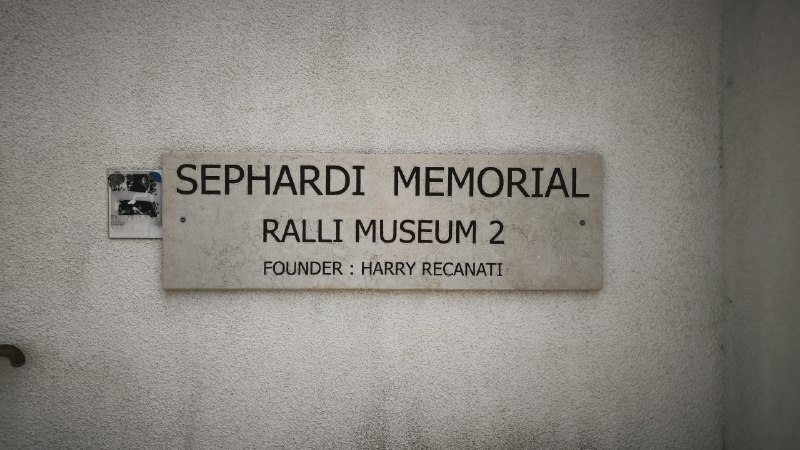 SEPHARDI MEMORIAL
RALLI MUSEUM 2
FOUNDER : HARRY RECANATI